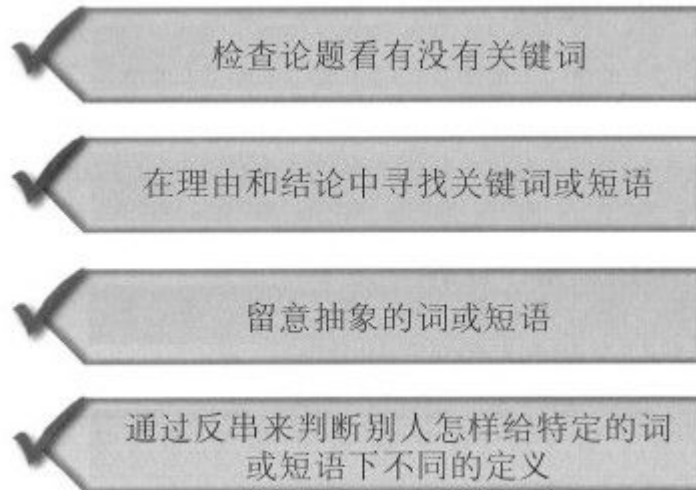 检查论题看有没有关键词
在理由和结论中寻找关键词或短语
留意抽象的词或短语
通过反串来判断别人怎样给特定的词
或短语下不同的定义